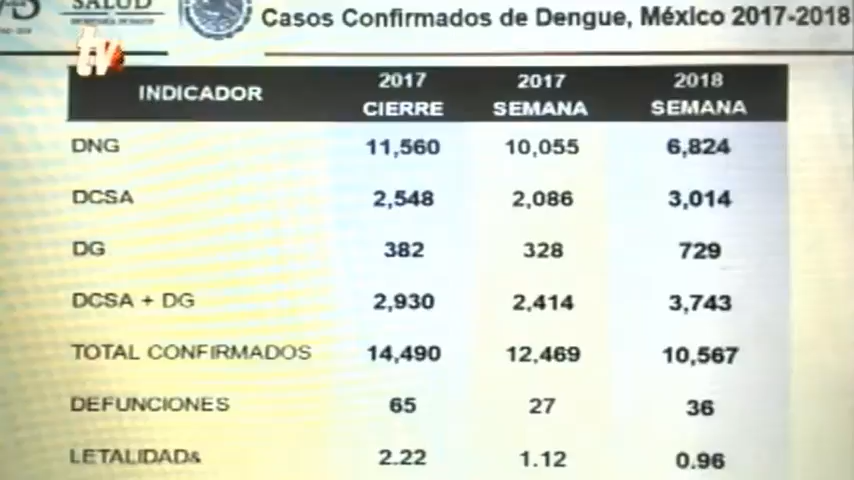 SALUD
Casos Confirmados de Dengue, México 2017-2018
tv
INDICADOR 2017 CIERRE 2017 SEMANA 2018 SEMANA
DNG 11,560 10,055 6,824
DCSA 2,548 2,086 3,014
DG 382 328 729
DCSA + DG 2,930 2,414 3,743
TOTAL CONFIRMADOS 14,490 12,469 10,567
DEFUNCIONES 65 27 36
LETALIDAD& 2.22 1.12 0.96